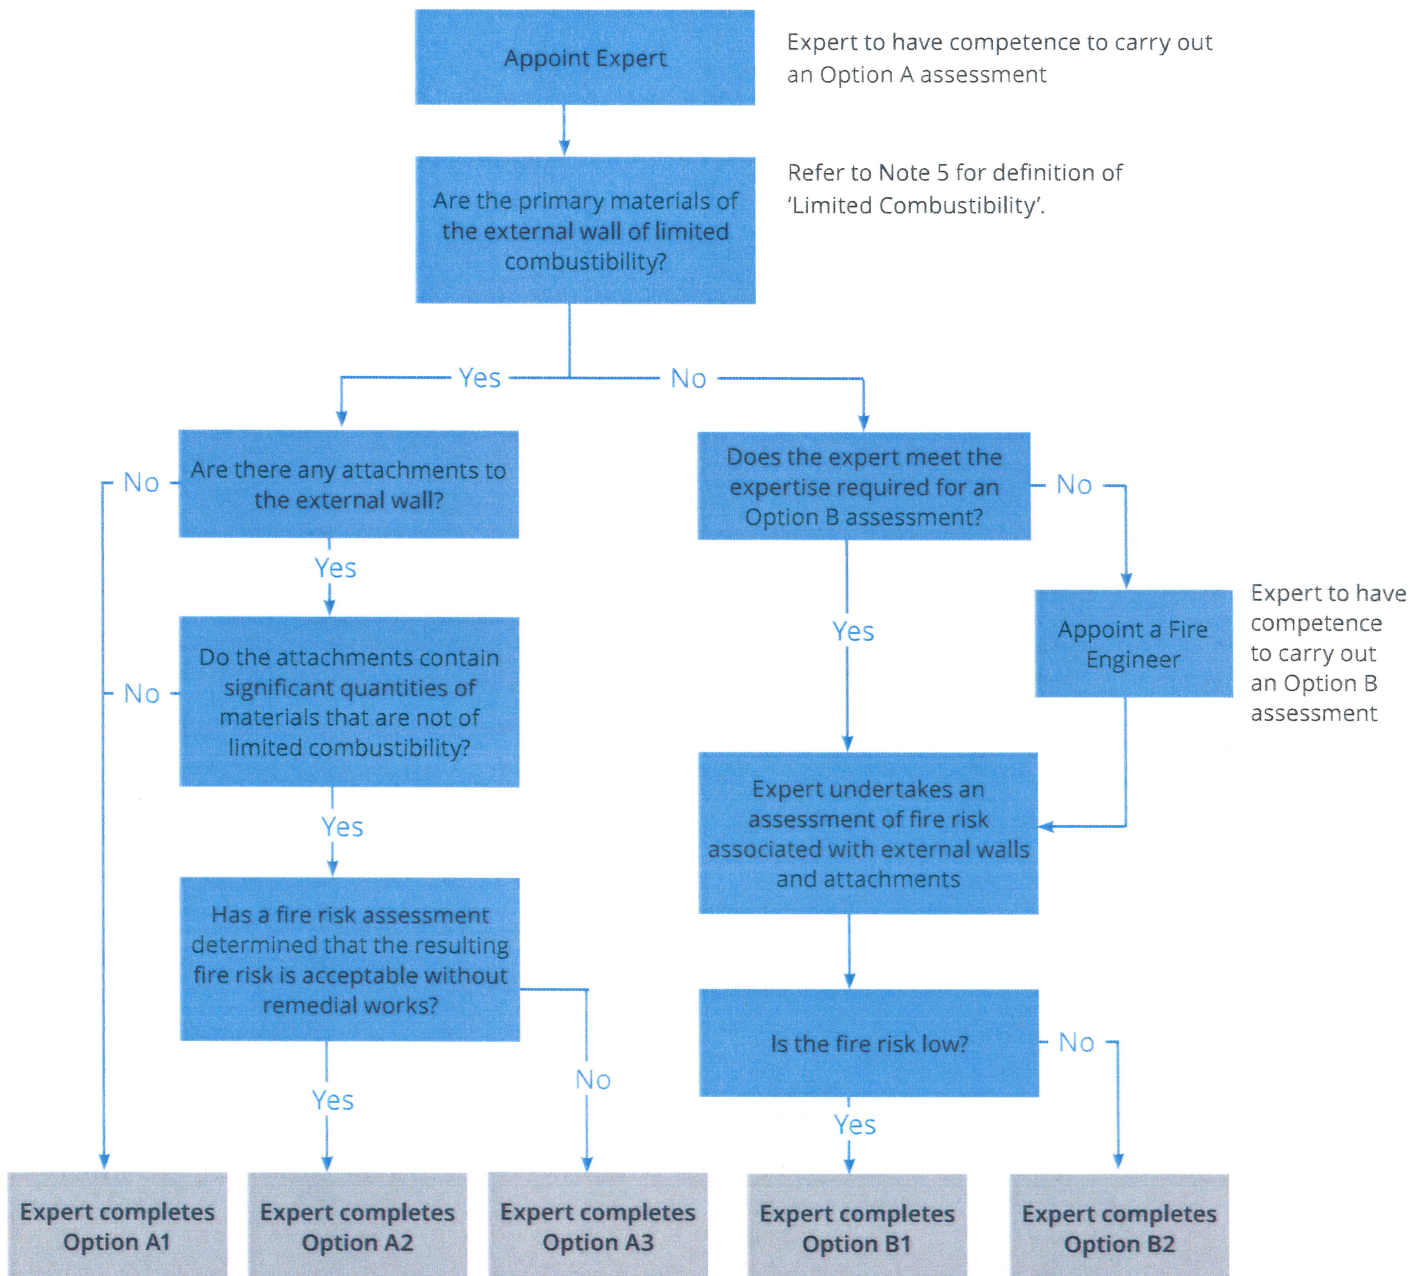 Appoint Expert
Expert to have competence to carry out
an Option A assessment
Are the primary materials of
the external wall of limited
combustibility?
Refer to Note 5 for definition of
‘Limited Combustibility’.
Yes
No
Are there any attachments to
the external wall?
No
Yes
Does the expert meet the
expertise required for an
Option B assessment?
No
Yes
Appoint a Fire
Engineer
Expert to have
competence
to carry out
an Option B
assessment
Do the attachments contain
significant quantities of
materials that are not of
limited combustibility?
No
Yes
Expert undertakes an
assessment of fire risk
associated with external walls
and attachments
Has a fire risk assessment
determined that the resulting
fire risk is acceptable without
remedial works?
Yes
No
Is the fire risk low?
No
Yes
Expert completes
Option A1
Expert completes
Option A2
Expert completes
Option A3
Expert completes
Option B1
Expert completes
Option B2